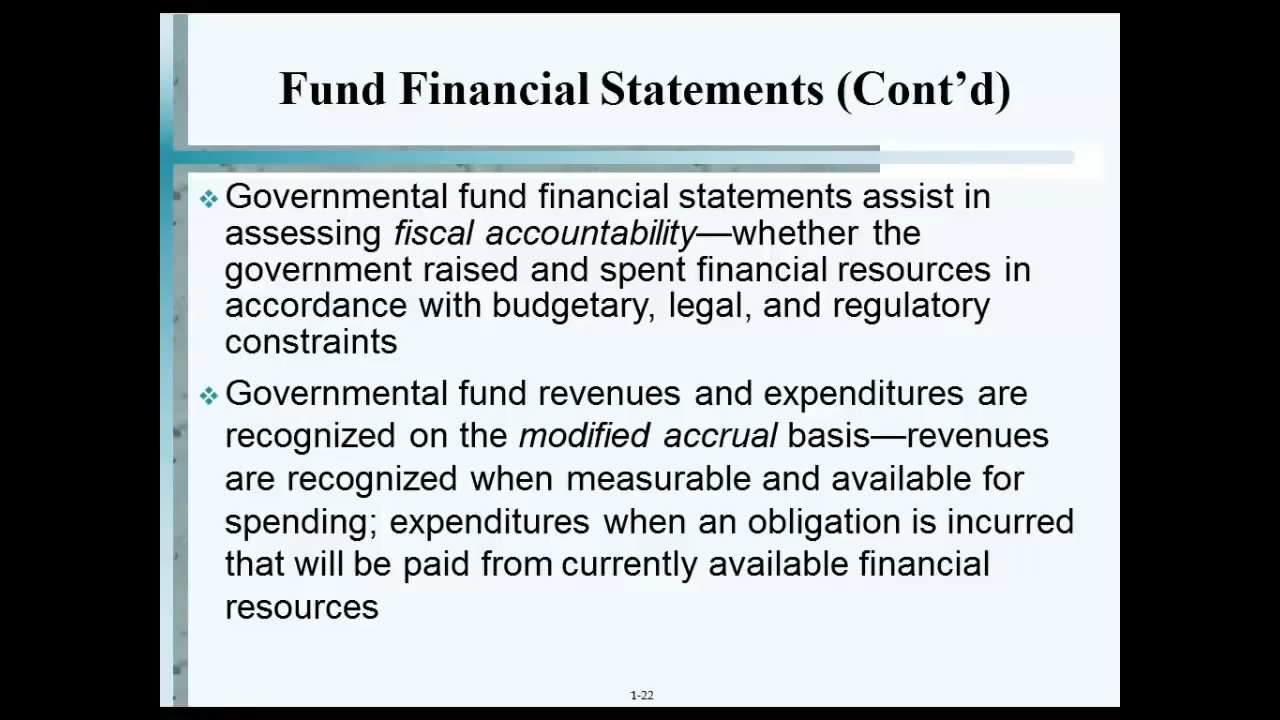 Fund Financial Statements (Cont’d)
Governmental fund financial statements assist in
assessing fiscal accountability—whether the
government raised and spent financial resources in
accordance with budgetary, legal, and regulatory
constraints
Governmental fund revenues and expenditures are
recognized on the modified accrual basis—revenues
are recognized when measurable and available for
spending; expenditures when an obligation is incurred
that will be paid from currently available financial
resources
1-22